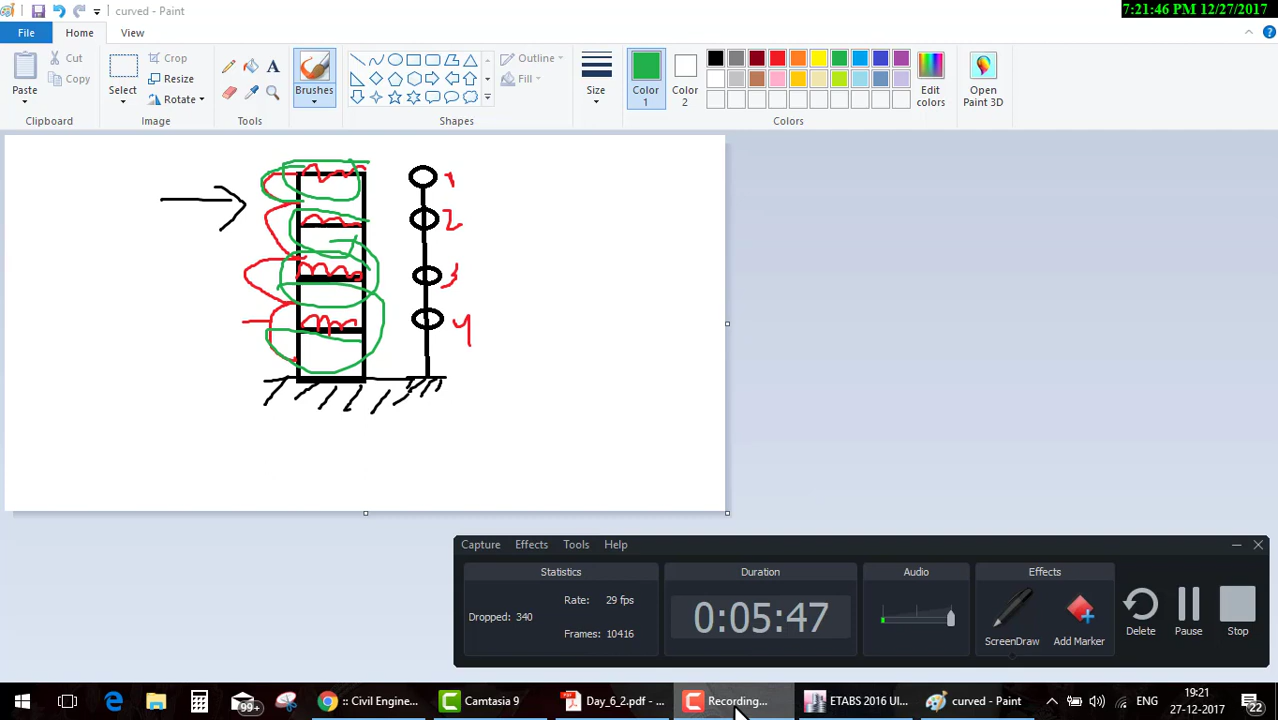 curved - Paint
7:21:46 PM 12/27/2017
File Home View
Paste
Cut
Copy
Clipboard
Select
Crop
Resize
Rotate
Image
A
Tools
Brushes
Outline
Fill
Shapes
Size
Color 1
Color 2
Edit colors
Colors
Open Paint 3D
1
2
3
4
Capture Effects Tools Help
Statistics
Dropped: 340
Rate: 29 fps
Frames: 10416
Duration
0:05:47
Audio
Effects
ScreenDraw
Add Marker
Delete
Pause
Stop
99+
:: Civil Engine...
Camtasia 9
Day_6_2.pdf - ...
Recording...
ETABS 2016 Ul...
curved - Paint
ENG
19:21
27-12-2017
22